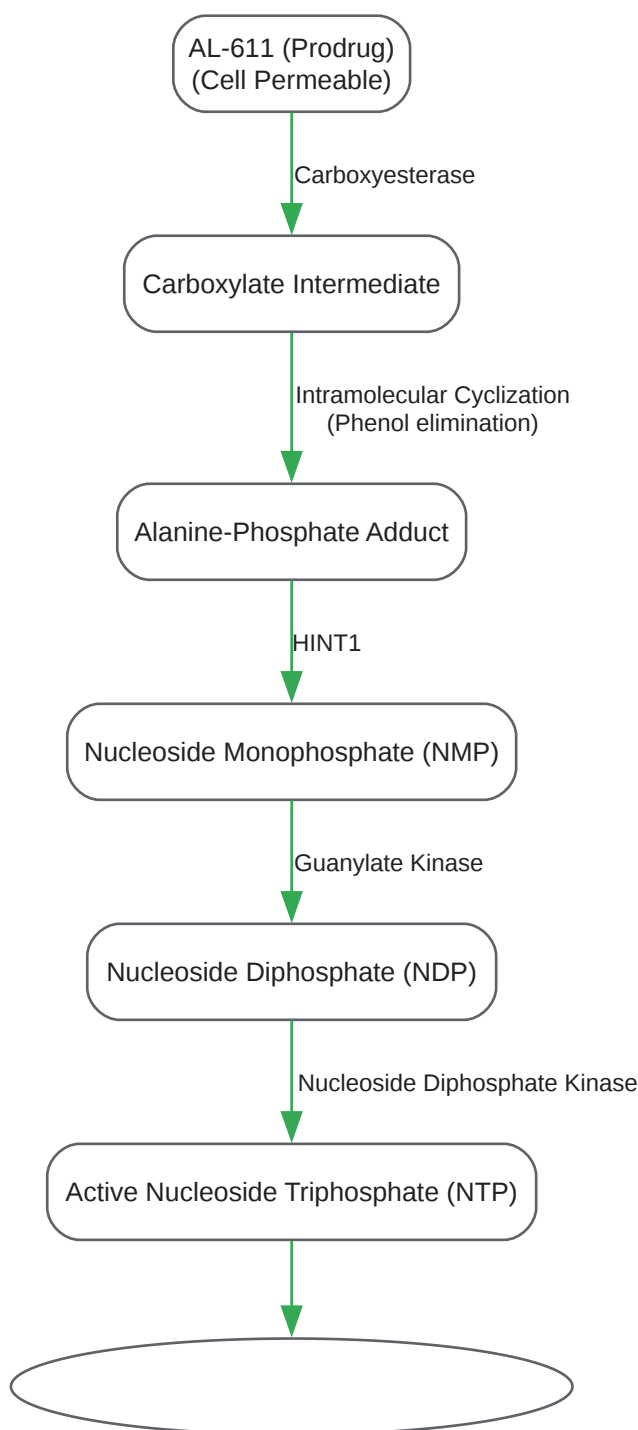 AL-611 (Prodrug)
(Cell Permeable)
Carboxyesterase
Carboxylate Intermediate
Intramolecular Cyclization
(Phenol elimination)
Alanine-Phosphate Adduct
HINT1
Nucleoside Monophosphate (NMP)
Guanylate Kinase
Nucleoside Diphosphate (NDP)
Nucleoside Diphosphate Kinase
Active Nucleoside Triphosphate (NTP)